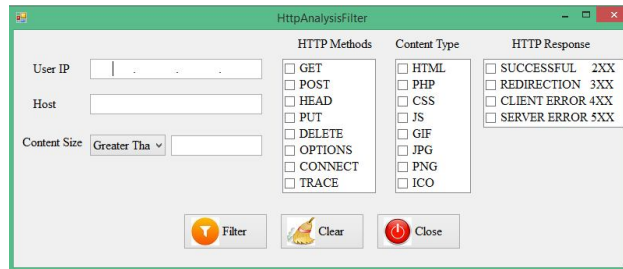 HttpAnalysisFilter
HTTP Methods
Content Type
HTTP Response
User IP
. . .
Host
Content Size
Greater Tha
GET
POST
HEAD
PUT
DELETE
OPTIONS
CONNECT
TRACE
HTML
PHP
CSS
JS
GIF
JPG
PNG
ICO
SUCCESSFUL 2XX
REDIRECTION 3XX
CLIENT ERROR 4XX
SERVER ERROR 5XX
Filter
Clear
Close